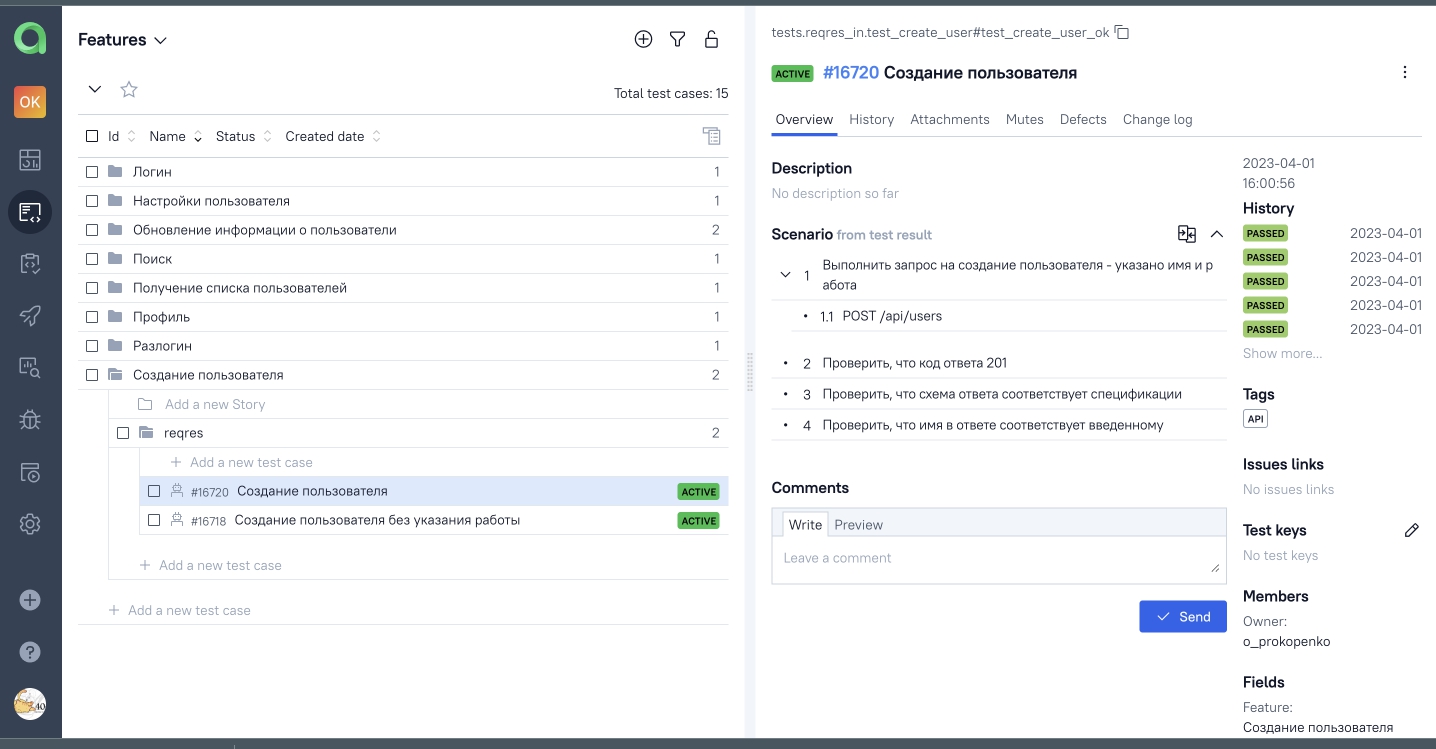 OK
Features
Total test cases: 15
Id Name Status Created date
Логин 1
Настройки пользователя 1
Обновление информации о пользователи 2
Поиск 1
Получение списка пользователей 1
Профиль 1
Разлогин 1
Создание пользователя 2
Add a new Story
reqres 2
+ Add a new test case
#16720 Создание пользователя ACTIVE
#16718 Создание пользователя без указания работы ACTIVE
+ Add a new test case
+ Add a new test case
tests.reqres_in.test_create_user#test_create_user_ok
ACTIVE #16720 Создание пользователя
Overview History Attachments Mutes Defects Change log
Description
No description so far
Scenario from test result
1 Выполнить запрос на создание пользователя - указано имя и р
абота
1.1 POST /api/users
2 Проверить, что код ответа 201
3 Проверить, что схема ответа соответствует спецификации
4 Проверить, что имя в ответе соответствует введенному
Comments
Write Preview
Leave a comment
Send
2023-04-01
16:00:56
History
PASSED 2023-04-01
PASSED 2023-04-01
PASSED 2023-04-01
PASSED 2023-04-01
PASSED 2023-04-01
Show more...
Tags
API
Issues links
No issues links
Test keys
No test keys
Members
Owner:
o_prokopenko
Fields
Feature:
Создание пользователя